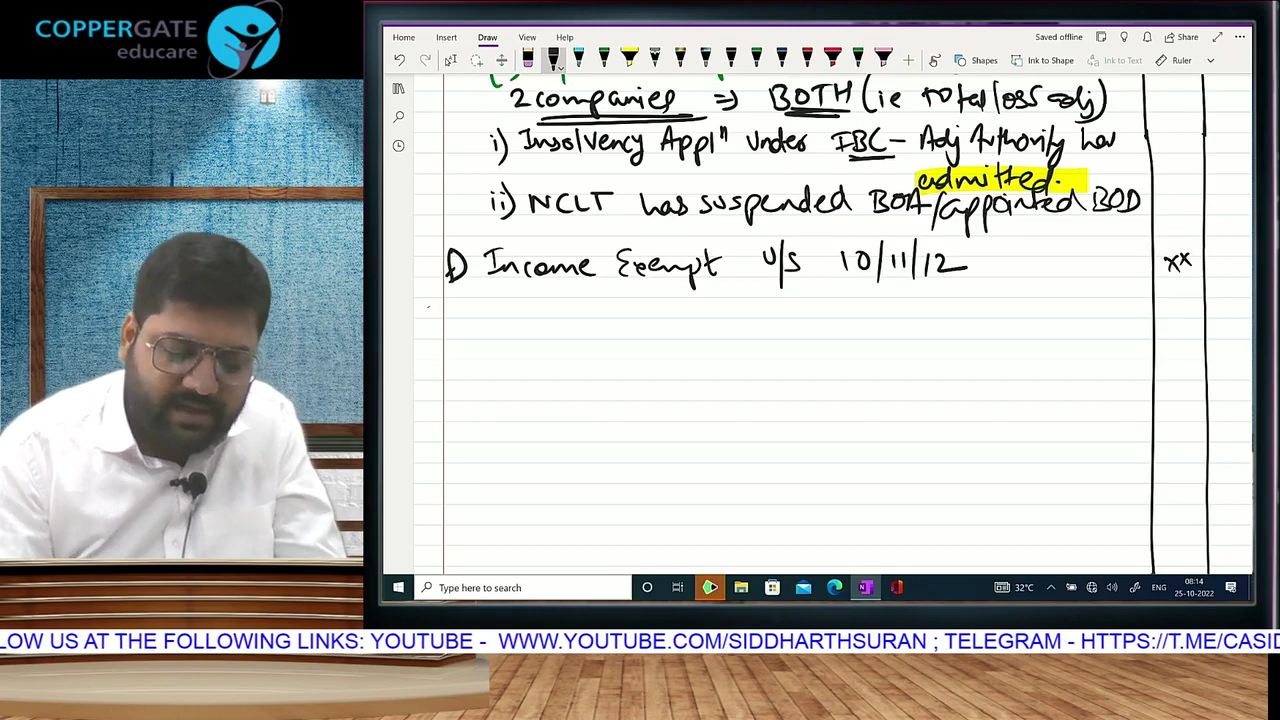 COPPERGATE
educare
Home Insert Draw View Help
Saved offline
Share
Shapes
Ink to Shape
Ink to Text
Ruler
2 companies ⇒ BOTH (ie total loss adj)
i) Insolvency Appln under IBC - Adj Authority has
admitted.
ii) NCLT has suspended BOA/appointed BOD
D Income Exempt U/S 10/11/12 xx
Type here to search
32°C
ENG
08:14
25-10-2022
LOW US AT THE FOLLOWING LINKS: YOUTUBE - WWW.YOUTUBE.COM/SIDDHARTHSURAN ; TELEGRAM - HTTPS://T.ME/CASID